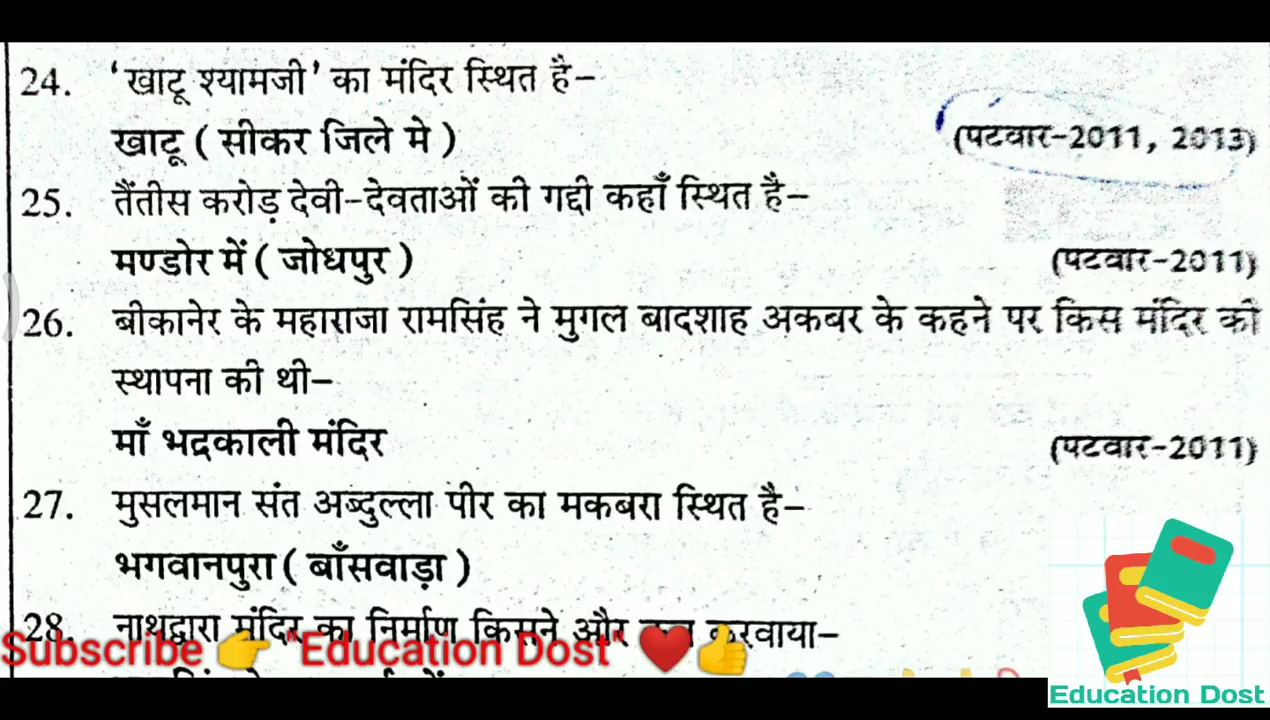 24. ‘खाटू श्यामजी’ का मंदिर स्थित है–
खाटू ( सीकर जिले मे ) (पटवार-2011, 2013)
25. तैंतीस करोड़ देवी-देवताओं की गद्दी कहाँ स्थित है–
मण्डोर में ( जोधपुर ) (पटवार-2011)
26. बीकानेर के महाराजा रामसिंह ने मुगल बादशाह अकबर के कहने पर किस मंदिर की
स्थापना की थी–
माँ भद्रकाली मंदिर (पटवार-2011)
27. मुसलमान संत अब्दुल्ला पीर का मकबरा स्थित है–
भगवानपुरा ( बाँसवाड़ा )
28. नाथद्वारा मंदिर का निर्माण किसने और करवाया–
Subscribe 👉 "Education Dost" ❤️👍
Education Dost